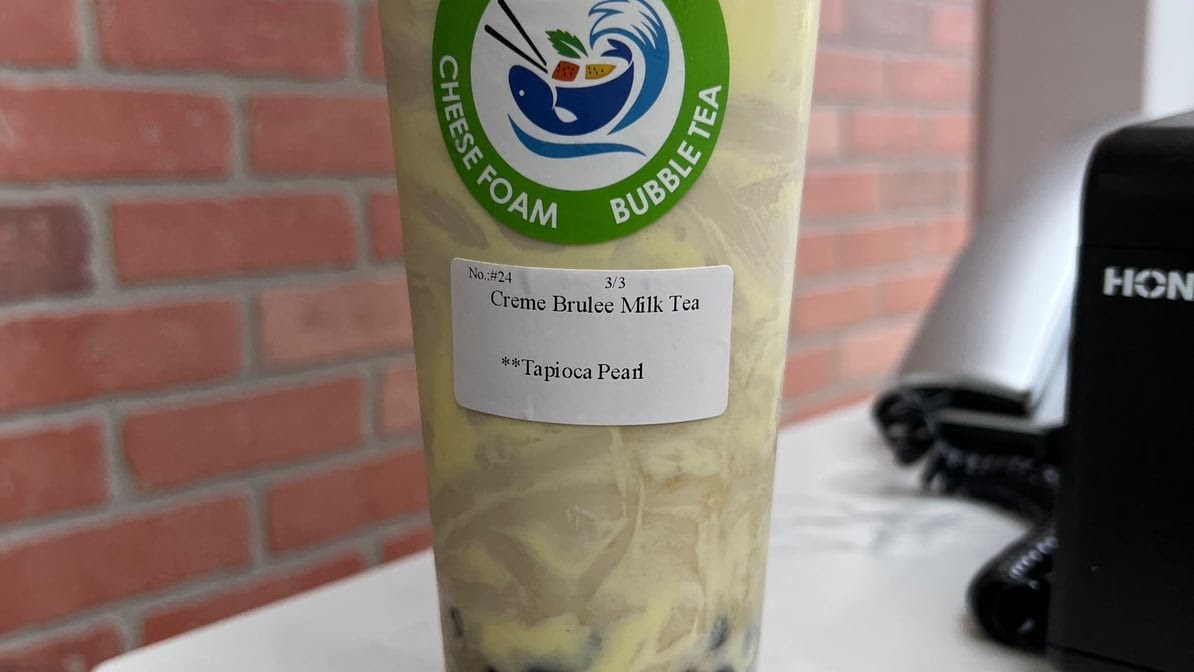 CHEESE FOAM
BUBBLE TEA
No.:#24 3/3
Creme Brulee Milk Tea
**Tapioca Pearl
HON